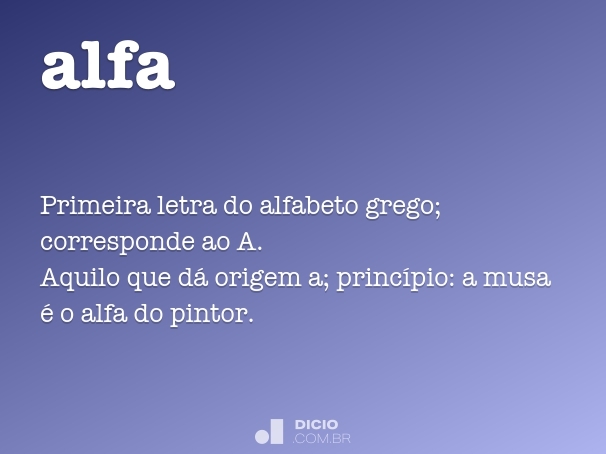 alfa
Primeira letra do alfabeto grego;
corresponde ao A.
Aquilo que dá origem a; princípio: a musa
é o alfa do pintor.
DICIO
.COM.BR